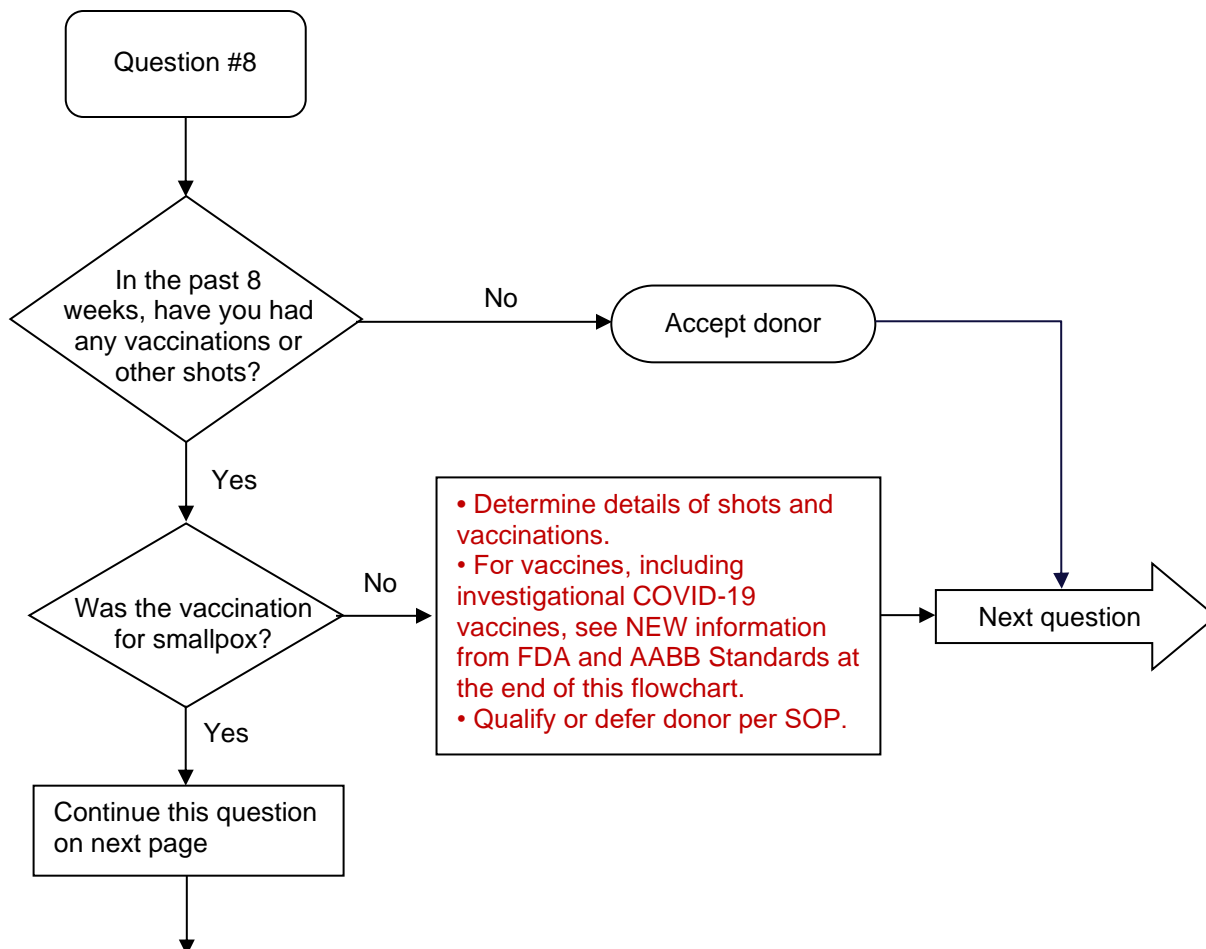 Question #8
In the past 8
weeks, have you had
any vaccinations or
other shots?
No
Accept donor
Yes
Was the vaccination
for smallpox?
No
• Determine details of shots and
vaccinations.
• For vaccines, including
investigational COVID-19
vaccines, see NEW information
from FDA and AABB Standards at
the end of this flowchart.
• Qualify or defer donor per SOP.
Next question
Yes
Continue this question
on next page